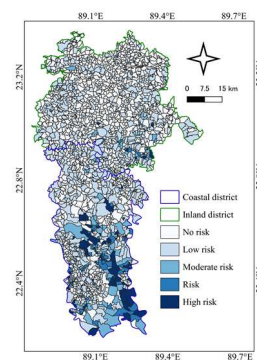 89.1°E 89.4°E 89.7°E
23.2°N
22.8°N
22.4°N
0 7.5 15 km
Coastal district
Inland district
No risk
Low risk
Moderate risk
Risk
High risk
89.1°E 89.4°E 89.7°E